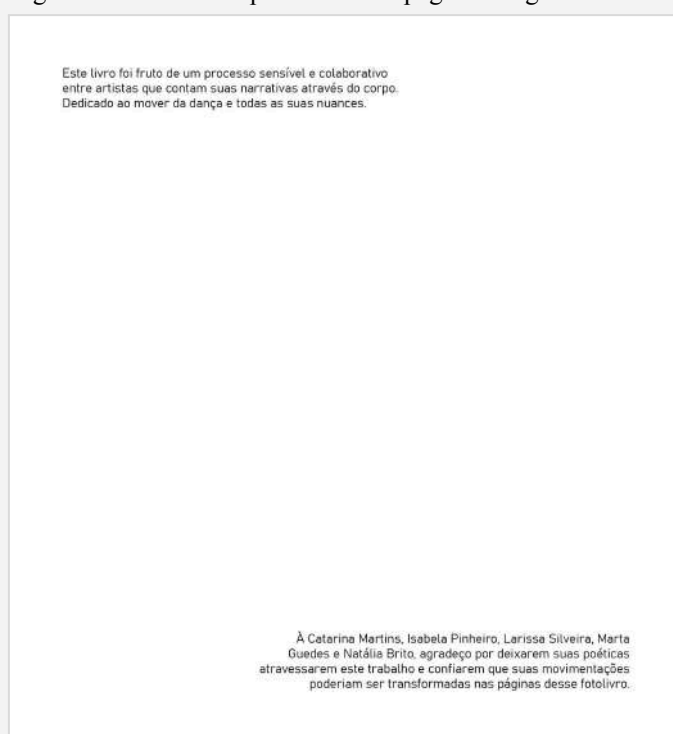 Este livro foi fruto de um processo sensível e colaborativo
entre artistas que contam suas narrativas através do corpo.
Dedicado ao mover da dança e todas as suas nuances.
À Catarina Martins, Isabela Pinheiro, Larissa Silveira, Marta
Guedes e Natália Brito, agradeço por deixarem suas poéticas
atravessarem este trabalho e confiarem que suas movimentações
poderiam ser transformadas nas páginas desse fotolivro.